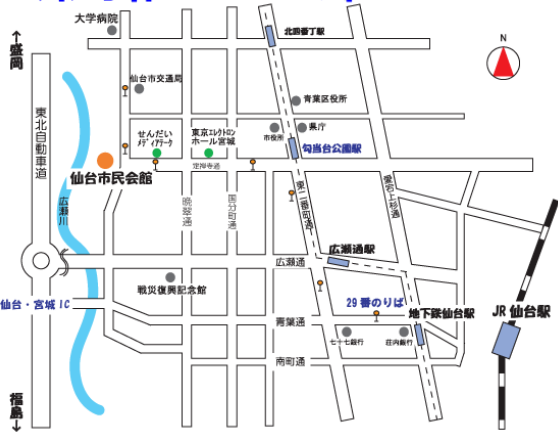 大学病院
北四番丁駅
N
↑盛岡
仙台市交通局
青葉区役所
東北自動車道
せんだい
メディアテーク
東京エレクトロン
ホール宮城
市役所
県庁
勾当台公園駅
定禅寺通
仙台市民会館
広瀬川
晩翠通
国分町通
東二番町通
愛宕上杉通
広瀬通駅
広瀬通
戦災復興記念館
仙台・宮城IC
29番のりば
地下鉄仙台駅
JR仙台駅
青葉通
七十七銀行
荘内銀行
南町通
福島↓